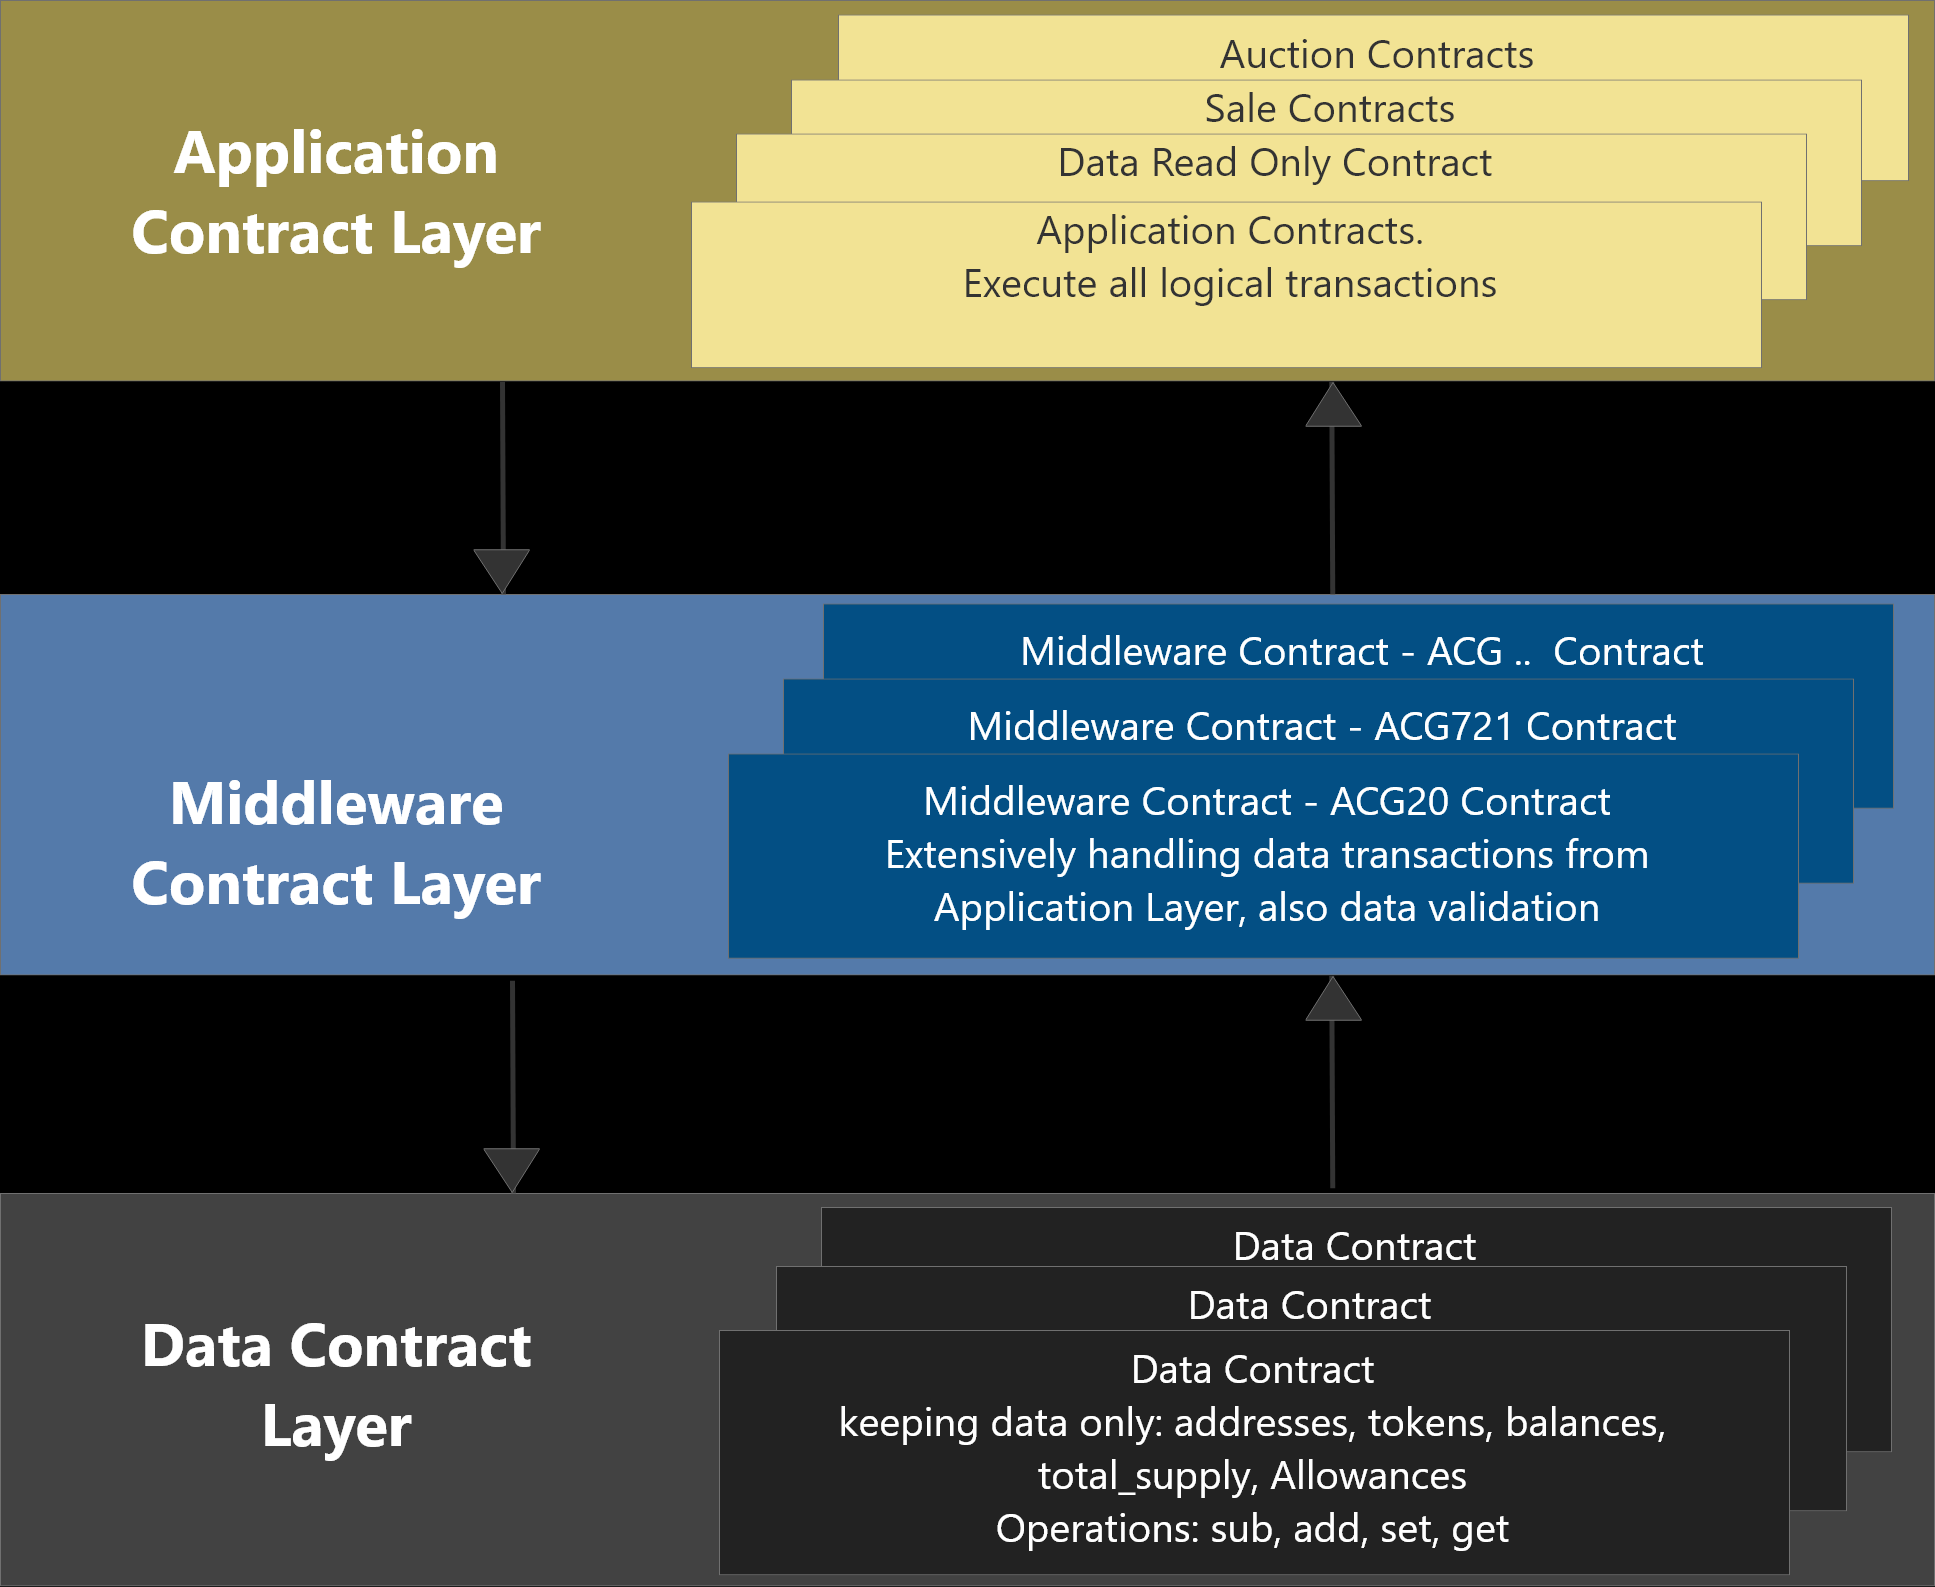 Application
Contract Layer
Auction Contracts
Sale Contracts
Data Read Only Contract
Application Contracts.
Execute all logical transactions
Middleware
Contract Layer
Middleware Contract - ACG ..  Contract
Middleware Contract - ACG721 Contract
Middleware Contract - ACG20 Contract
Extensively handling data transactions from
Application Layer, also data validation
Data Contract
Layer
Data Contract
Data Contract
Data Contract
keeping data only: addresses, tokens, balances,
total_supply, Allowances
Operations: sub, add, set, get